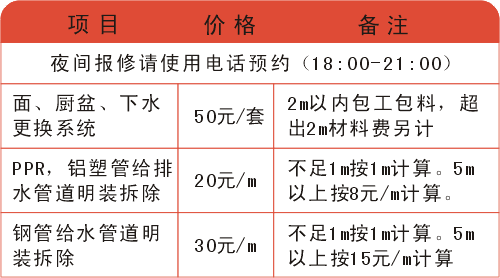 项目 价格 备注
夜间报修请使用电话预约（18:00-21:00）
面、厨盆、下水
更换系统
50元/套
2m以内包工包料，超
出2m材料费另计
PPR，铝塑管给排
水管道明装拆除
20元/m
不足1m按1m计算。5m
以上按8元/m计算。
钢管给水管道明
装拆除
30元/m
不足1m按1m计算。5m
以上按15元/m计算